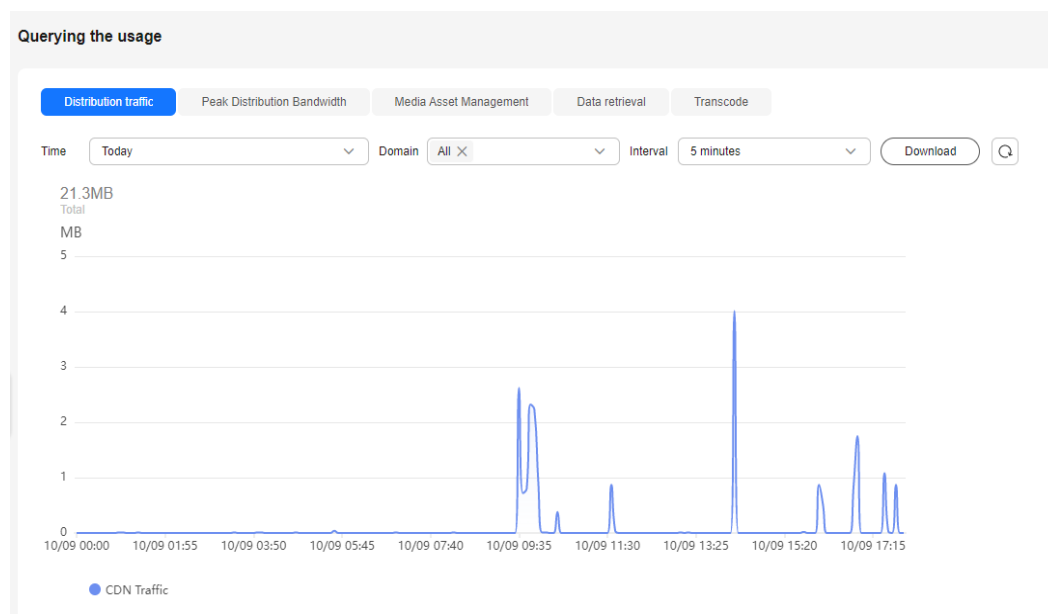 Querying the usage
Distribution traffic Peak Distribution Bandwidth Media Asset Management Data retrieval Transcode
Time Today Domain All Interval 5 minutes Download
21.3MB
Total
MB
5
4
3
2
1
0
10/09 00:00 10/09 01:55 10/09 03:50 10/09 05:45 10/09 07:40 10/09 09:35 10/09 11:30 10/09 13:25 10/09 15:20 10/09 17:15
CDN Traffic